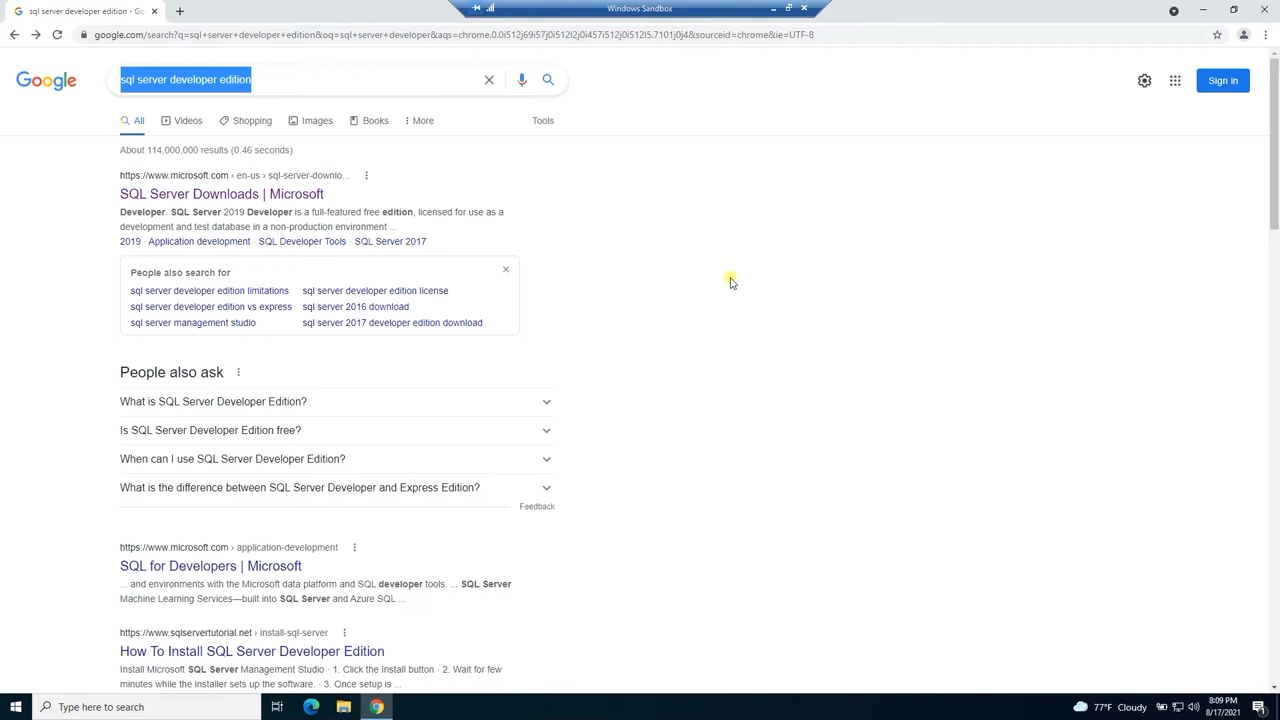 sql server developer edition - Go
Windows Sandbox
google.com/search?q=sql+server+developer+edition&oq=sql+server+developer&aqs=chrome.0.0i512j69i57j0i512l2j0i457i512j0i512l5.7101j0j4&sourceid=chrome&ie=UTF-8
Google
sql server developer edition
Sign in
All
Videos
Shopping
Images
Books
More
Tools
About 114,000,000 results (0.46 seconds)
https://www.microsoft.com › en-us › sql-server-downlo...
SQL Server Downloads | Microsoft
Developer. SQL Server 2019 Developer is a full-featured free edition, licensed for use as a
development and test database in a non-production environment ...
2019 · Application development · SQL Developer Tools · SQL Server 2017
People also search for
sql server developer edition limitations
sql server developer edition license
sql server developer edition vs express
sql server 2016 download
sql server management studio
sql server 2017 developer edition download
People also ask
What is SQL Server Developer Edition?
Is SQL Server Developer Edition free?
When can I use SQL Server Developer Edition?
What is the difference between SQL Server Developer and Express Edition?
Feedback
https://www.microsoft.com › application-development
SQL for Developers | Microsoft
... and environments with the Microsoft data platform and SQL developer tools. ... SQL Server
Machine Learning Services—built into SQL Server and Azure SQL ...
https://www.sqlservertutorial.net › install-sql-server
How To Install SQL Server Developer Edition
Install Microsoft SQL Server Management Studio · 1. Click the Install button · 2. Wait for few
minutes while the installer sets up the software. · 3. Once setup is ...
Type here to search
77°F Cloudy
8:09 PM
8/17/2021
1